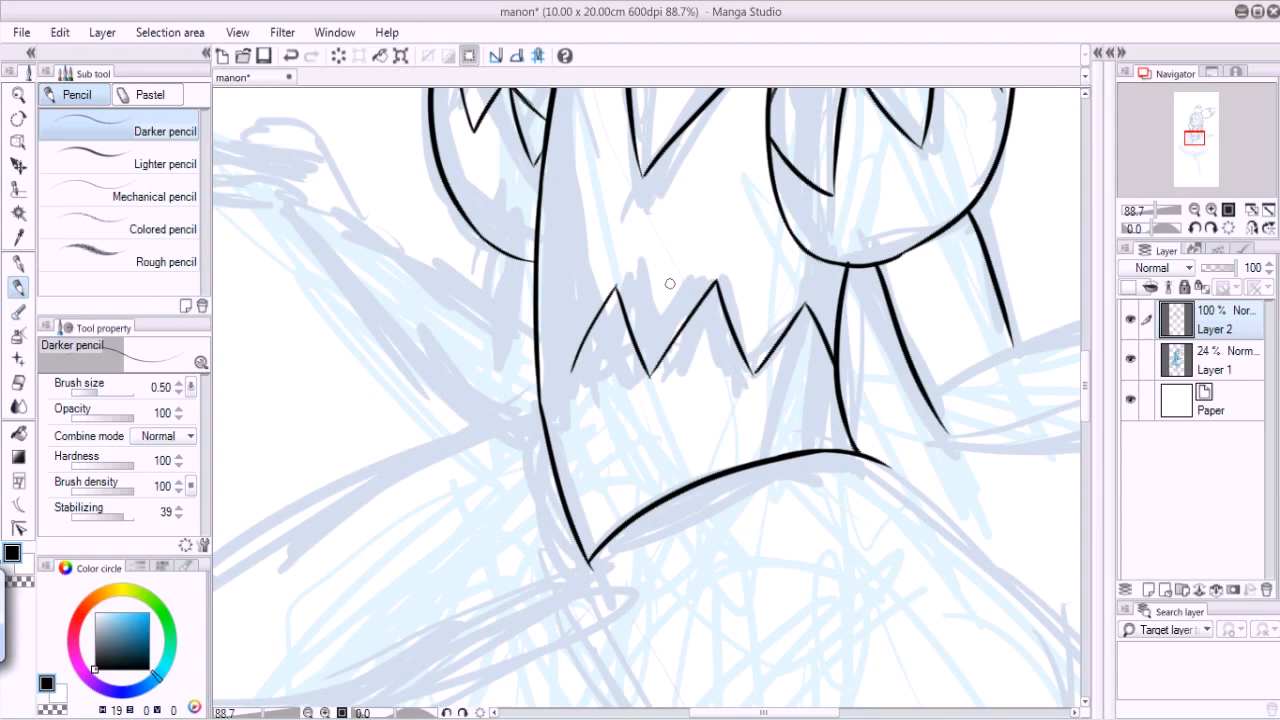 manon* (10.00 x 20.00cm 600dpi 88.7%) - Manga Studio
File Edit Layer Selection area View Filter Window Help
Sub tool
manon*
Navigator
Pencil Pastel
Darker pencil
Lighter pencil
Mechanical pencil
Colored pencil
Rough pencil
88.7
0.0
Layer
Normal 100
100 % Nor...
Layer 2
24 % Norm...
Layer 1
Paper
Tool property
Darker pencil
Brush size 0.50
Opacity 100
Combine mode Normal
Hardness 100
Brush density 100
Stabilizing 39
Color circle
Search layer
Target layer
H 19 S 0 V 0
88.7 0.0